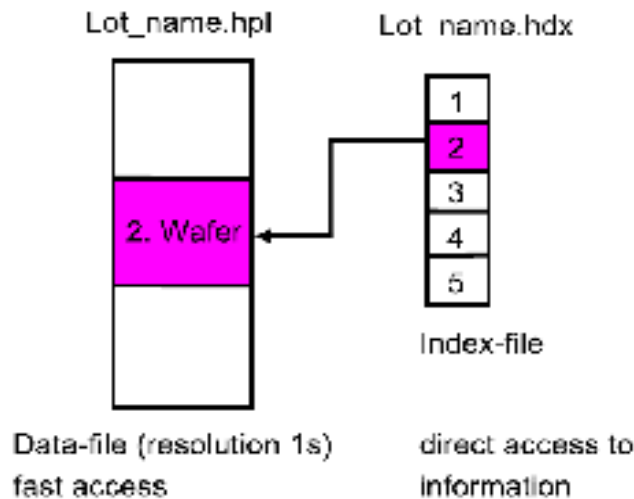 Lot_name.hpl
Lot name.hdx
1
2
3
4
5
2. Wafer
Index-file
Data-file (resolution 1s)
fast access
direct access to
information